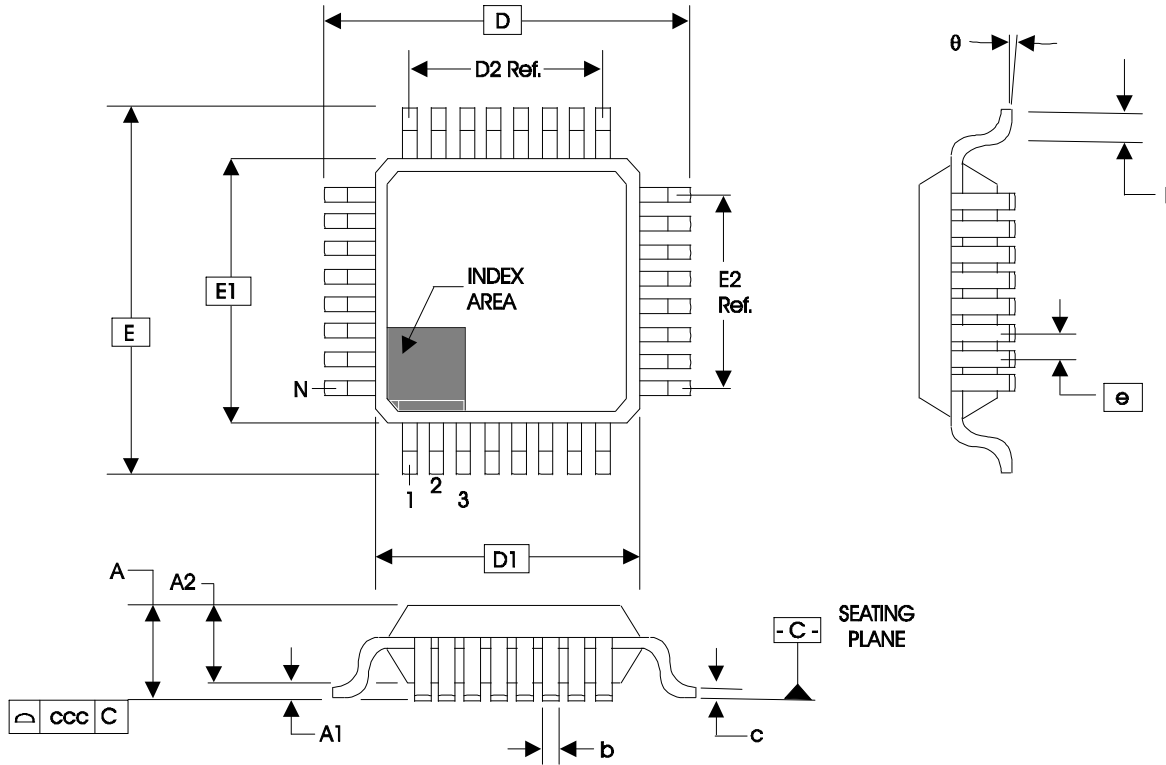 D
D2 Ref.
θ
E1
E
INDEX
AREA
E2
Ref.
N
1
2
3
e
D1
A
A2
- C -
SEATING
PLANE
ccc C
A1
b
c